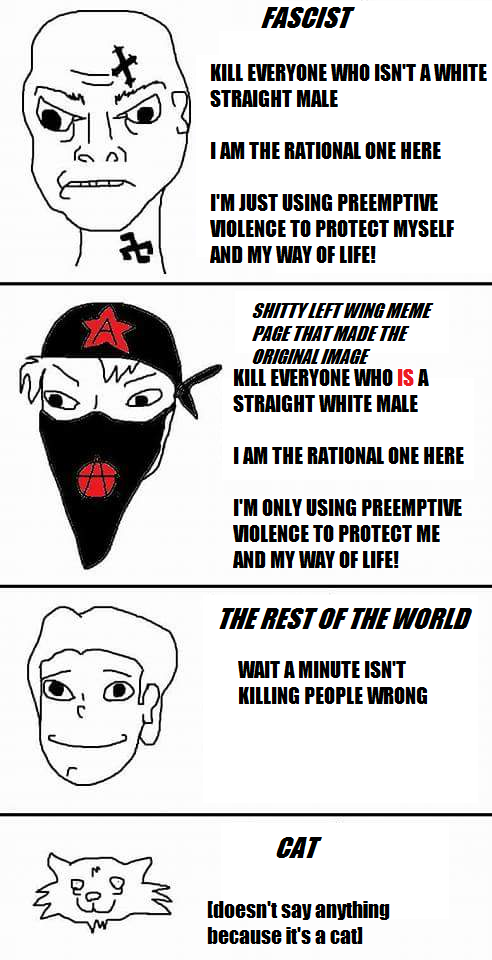 FASCIST
KILL EVERYONE WHO ISN'T A WHITE
STRAIGHT MALE
I AM THE RATIONAL ONE HERE
I'M JUST USING PREEMPTIVE
VIOLENCE TO PROTECT MYSELF
AND MY WAY OF LIFE!
SHITTY LEFT WING MEME
PAGE THAT MADE THE
ORIGINAL IMAGE
KILL EVERYONE WHO IS A
STRAIGHT WHITE MALE
I AM THE RATIONAL ONE HERE
I'M ONLY USING PREEMPTIVE
VIOLENCE TO PROTECT ME
AND MY WAY OF LIFE!
THE REST OF THE WORLD
WAIT A MINUTE ISN'T
KILLING PEOPLE WRONG
CAT
[doesn't say anything
because it's a cat]